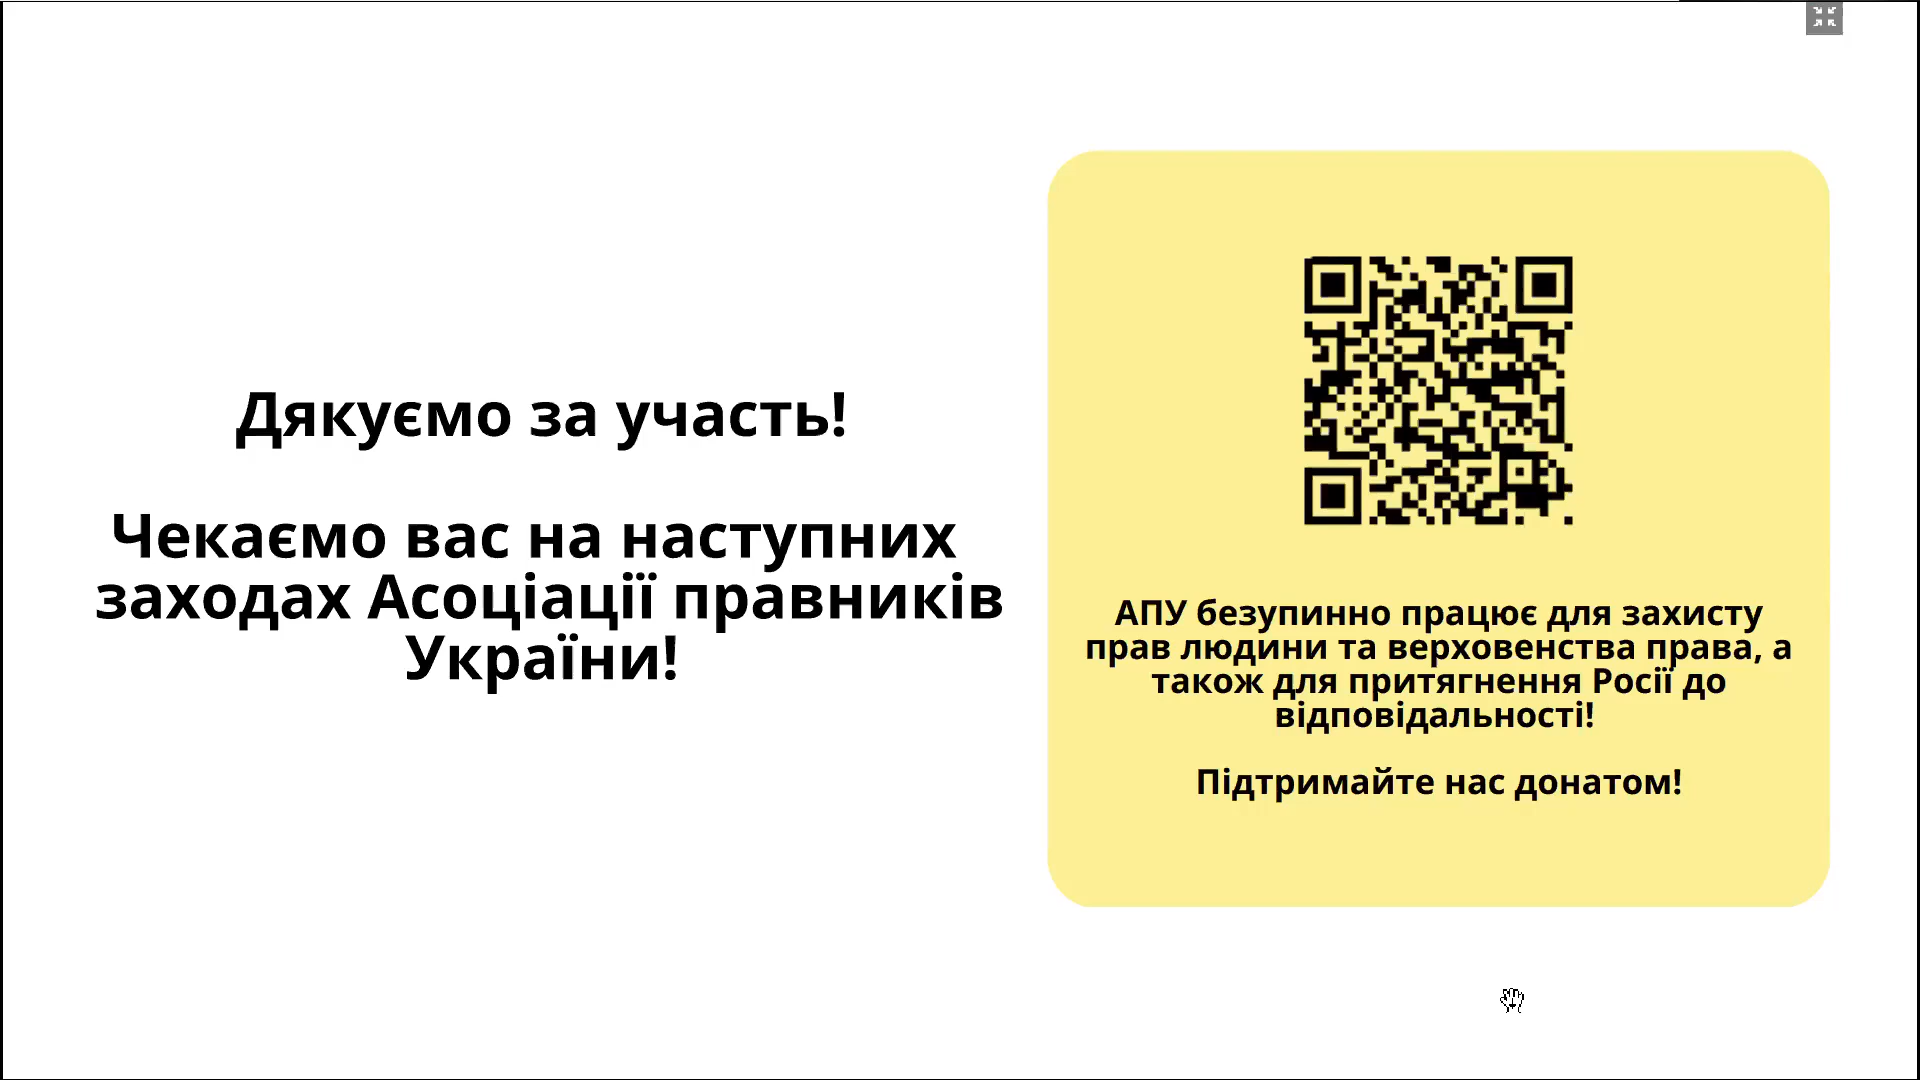 Дякуємо за участь!
Чекаємо вас на наступних
заходах Асоціації правників
України!
АПУ безупинно працює для захисту
прав людини та верховенства права, а
також для притягнення Росії до
відповідальності!
Підтримайте нас донатом!